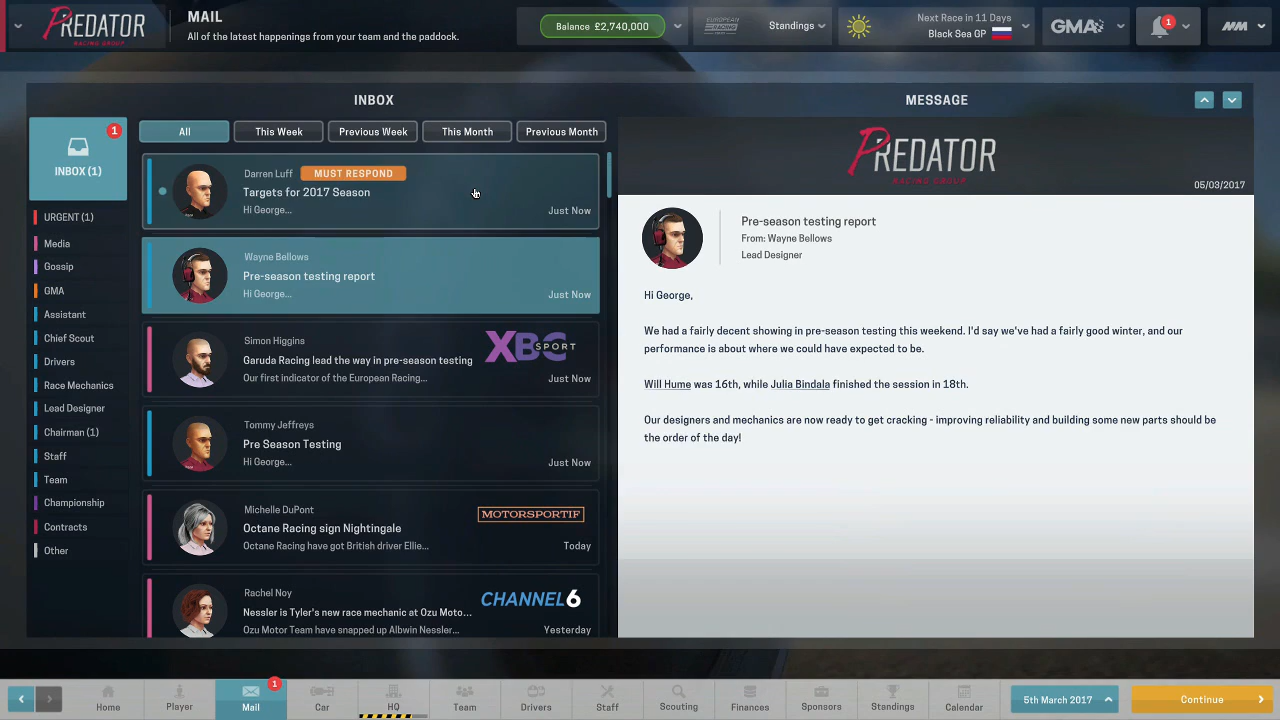 PREDATOR
RACING GROUP
MAIL
All of the latest happenings from your team and the paddock.
Balance £2,740,000
EUROPEAN
RACING
Standings
Next Race in 11 Days
Black Sea GP
GMA
1
INBOX
MESSAGE
1
INBOX (1)
All
This Week
Previous Week
This Month
Previous Month
URGENT (1)
Media
Gossip
GMA
Assistant
Chief Scout
Drivers
Race Mechanics
Lead Designer
Chairman (1)
Staff
Team
Championship
Contracts
Other
Darren Luff
MUST RESPOND
Targets for 2017 Season
Hi George...
Just Now
Wayne Bellows
Pre-season testing report
Hi George...
Just Now
Simon Higgins
XBC SPORT
Garuda Racing lead the way in pre-season testing
Our first indicator of the European Racing...
Just Now
Tommy Jeffreys
Pre Season Testing
Hi George...
Just Now
Michelle DuPont
MOTORSPORTIF
Octane Racing sign Nightingale
Octane Racing have got British driver Ellie...
Today
Rachel Noy
CHANNEL6
Nessler is Tyler's new race mechanic at Ozu Moto...
Ozu Motor Team have snapped up Albwin Nessler...
Yesterday
PREDATOR
RACING GROUP
05/03/2017
Pre-season testing report
From: Wayne Bellows
Lead Designer
Hi George,
We had a fairly decent showing in pre-season testing this weekend. I'd say we've had a fairly good winter, and our
performance is about where we could have expected to be.
Will Hume was 16th, while Julia Bindala finished the session in 18th.
Our designers and mechanics are now ready to get cracking - improving reliability and building some new parts should be
the order of the day!
Home
Player
1
Mail
Car
HQ
Team
Drivers
Staff
Scouting
Finances
Sponsors
Standings
Calendar
5th March 2017
Continue